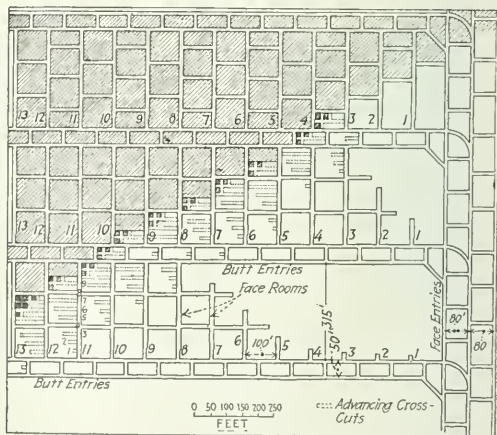 13 12 11 10 9 8 7 6 5 4 3 2 1
13 12 11 10 9 8 7 6 5 4 3 2 1
Butt Entries
Face Rooms
Face Entries
80' 80
315'
50'
13 12 11 10 9 8 7 6 5 4 3 2 1
100'
Butt Entries
0 50 100 150 200 250
FEET
Advancing Cross-
Cuts